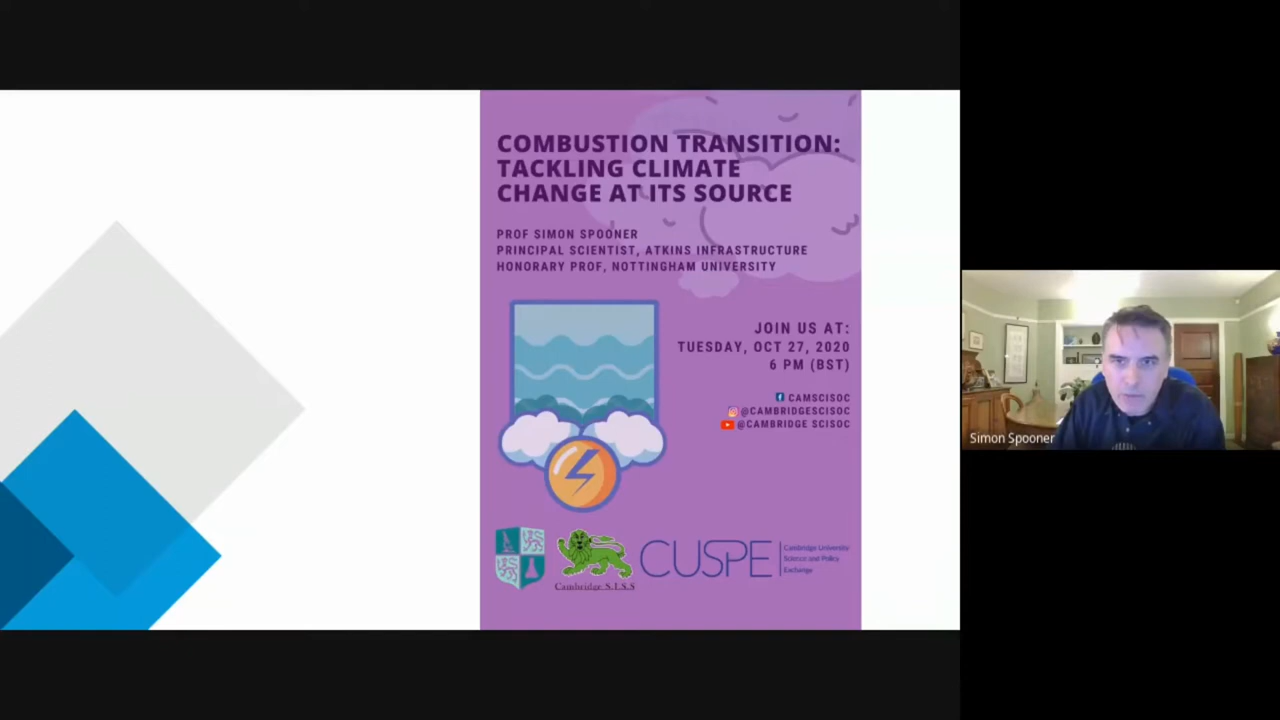 COMBUSTION TRANSITION:
TACKLING CLIMATE
CHANGE AT ITS SOURCE
PROF SIMON SPOONER
PRINCIPAL SCIENTIST, ATKINS INFRASTRUCTURE
HONORARY PROF, NOTTINGHAM UNIVERSITY
JOIN US AT:
TUESDAY, OCT 27, 2020
6 PM (BST)
CAMSCISOC
@CAMBRIDGESCISOC
@CAMBRIDGE SCISOC
Cambridge S.I.S.S
CUSPE
Cambridge University
Science and Policy
Exchange
Simon Spooner